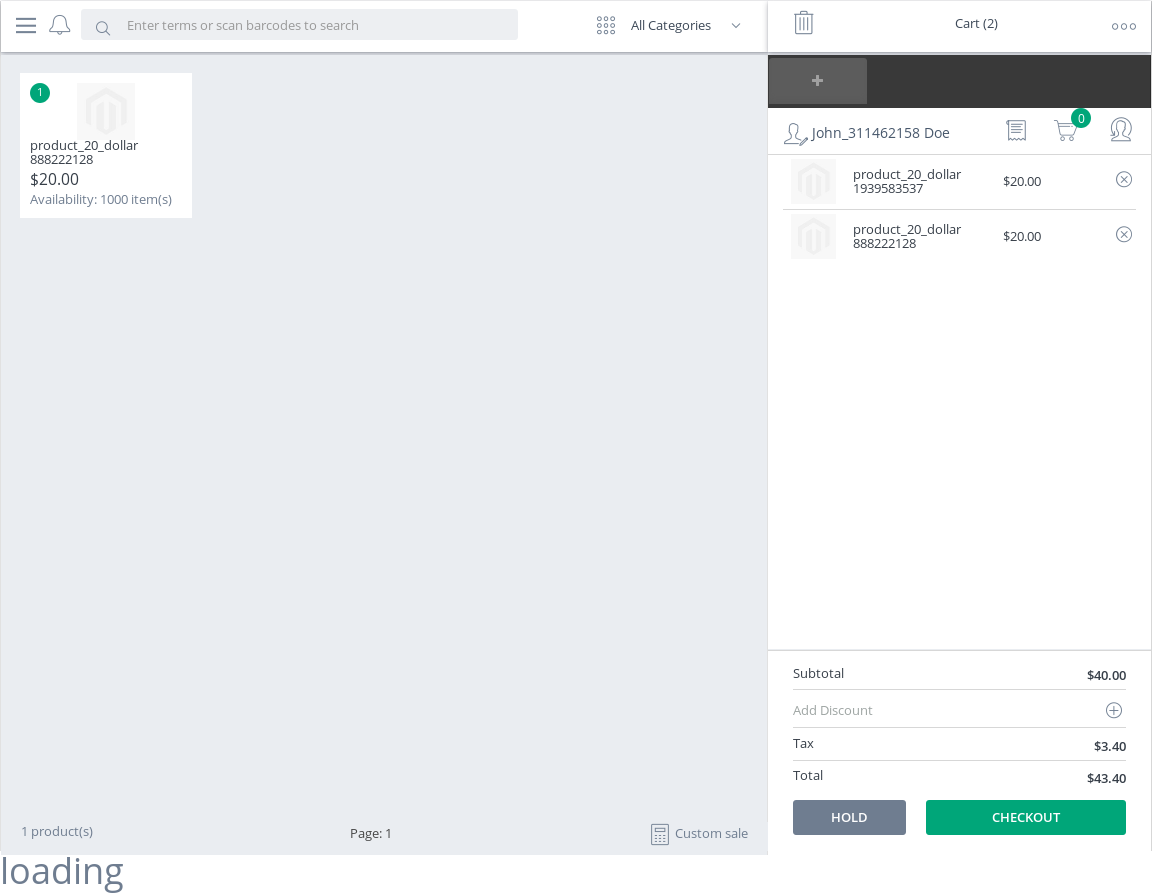 Enter terms or scan barcodes to search
All Categories
Cart (2)
1
product_20_dollar
888222128
$20.00
Availability: 1000 item(s)
+
John_311462158 Doe
0
product_20_dollar
1939583537
$20.00
product_20_dollar
888222128
$20.00
Subtotal $40.00
Add Discount
Tax $3.40
Total $43.40
HOLD CHECKOUT
1 product(s) Page: 1 Custom sale
loading